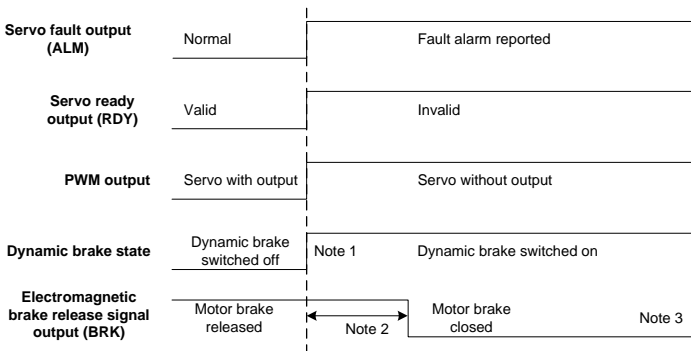 Servo fault output
(ALM)
Normal
Fault alarm reported
Servo ready
output (RDY)
Valid
Invalid
PWM output
Servo with output
Servo without output
Dynamic brake state
Dynamic brake
switched off
Note 1
Dynamic brake switched on
Electromagnetic
brake release signal
output (BRK)
Motor brake
released
Note 2
Motor brake
closed
Note 3